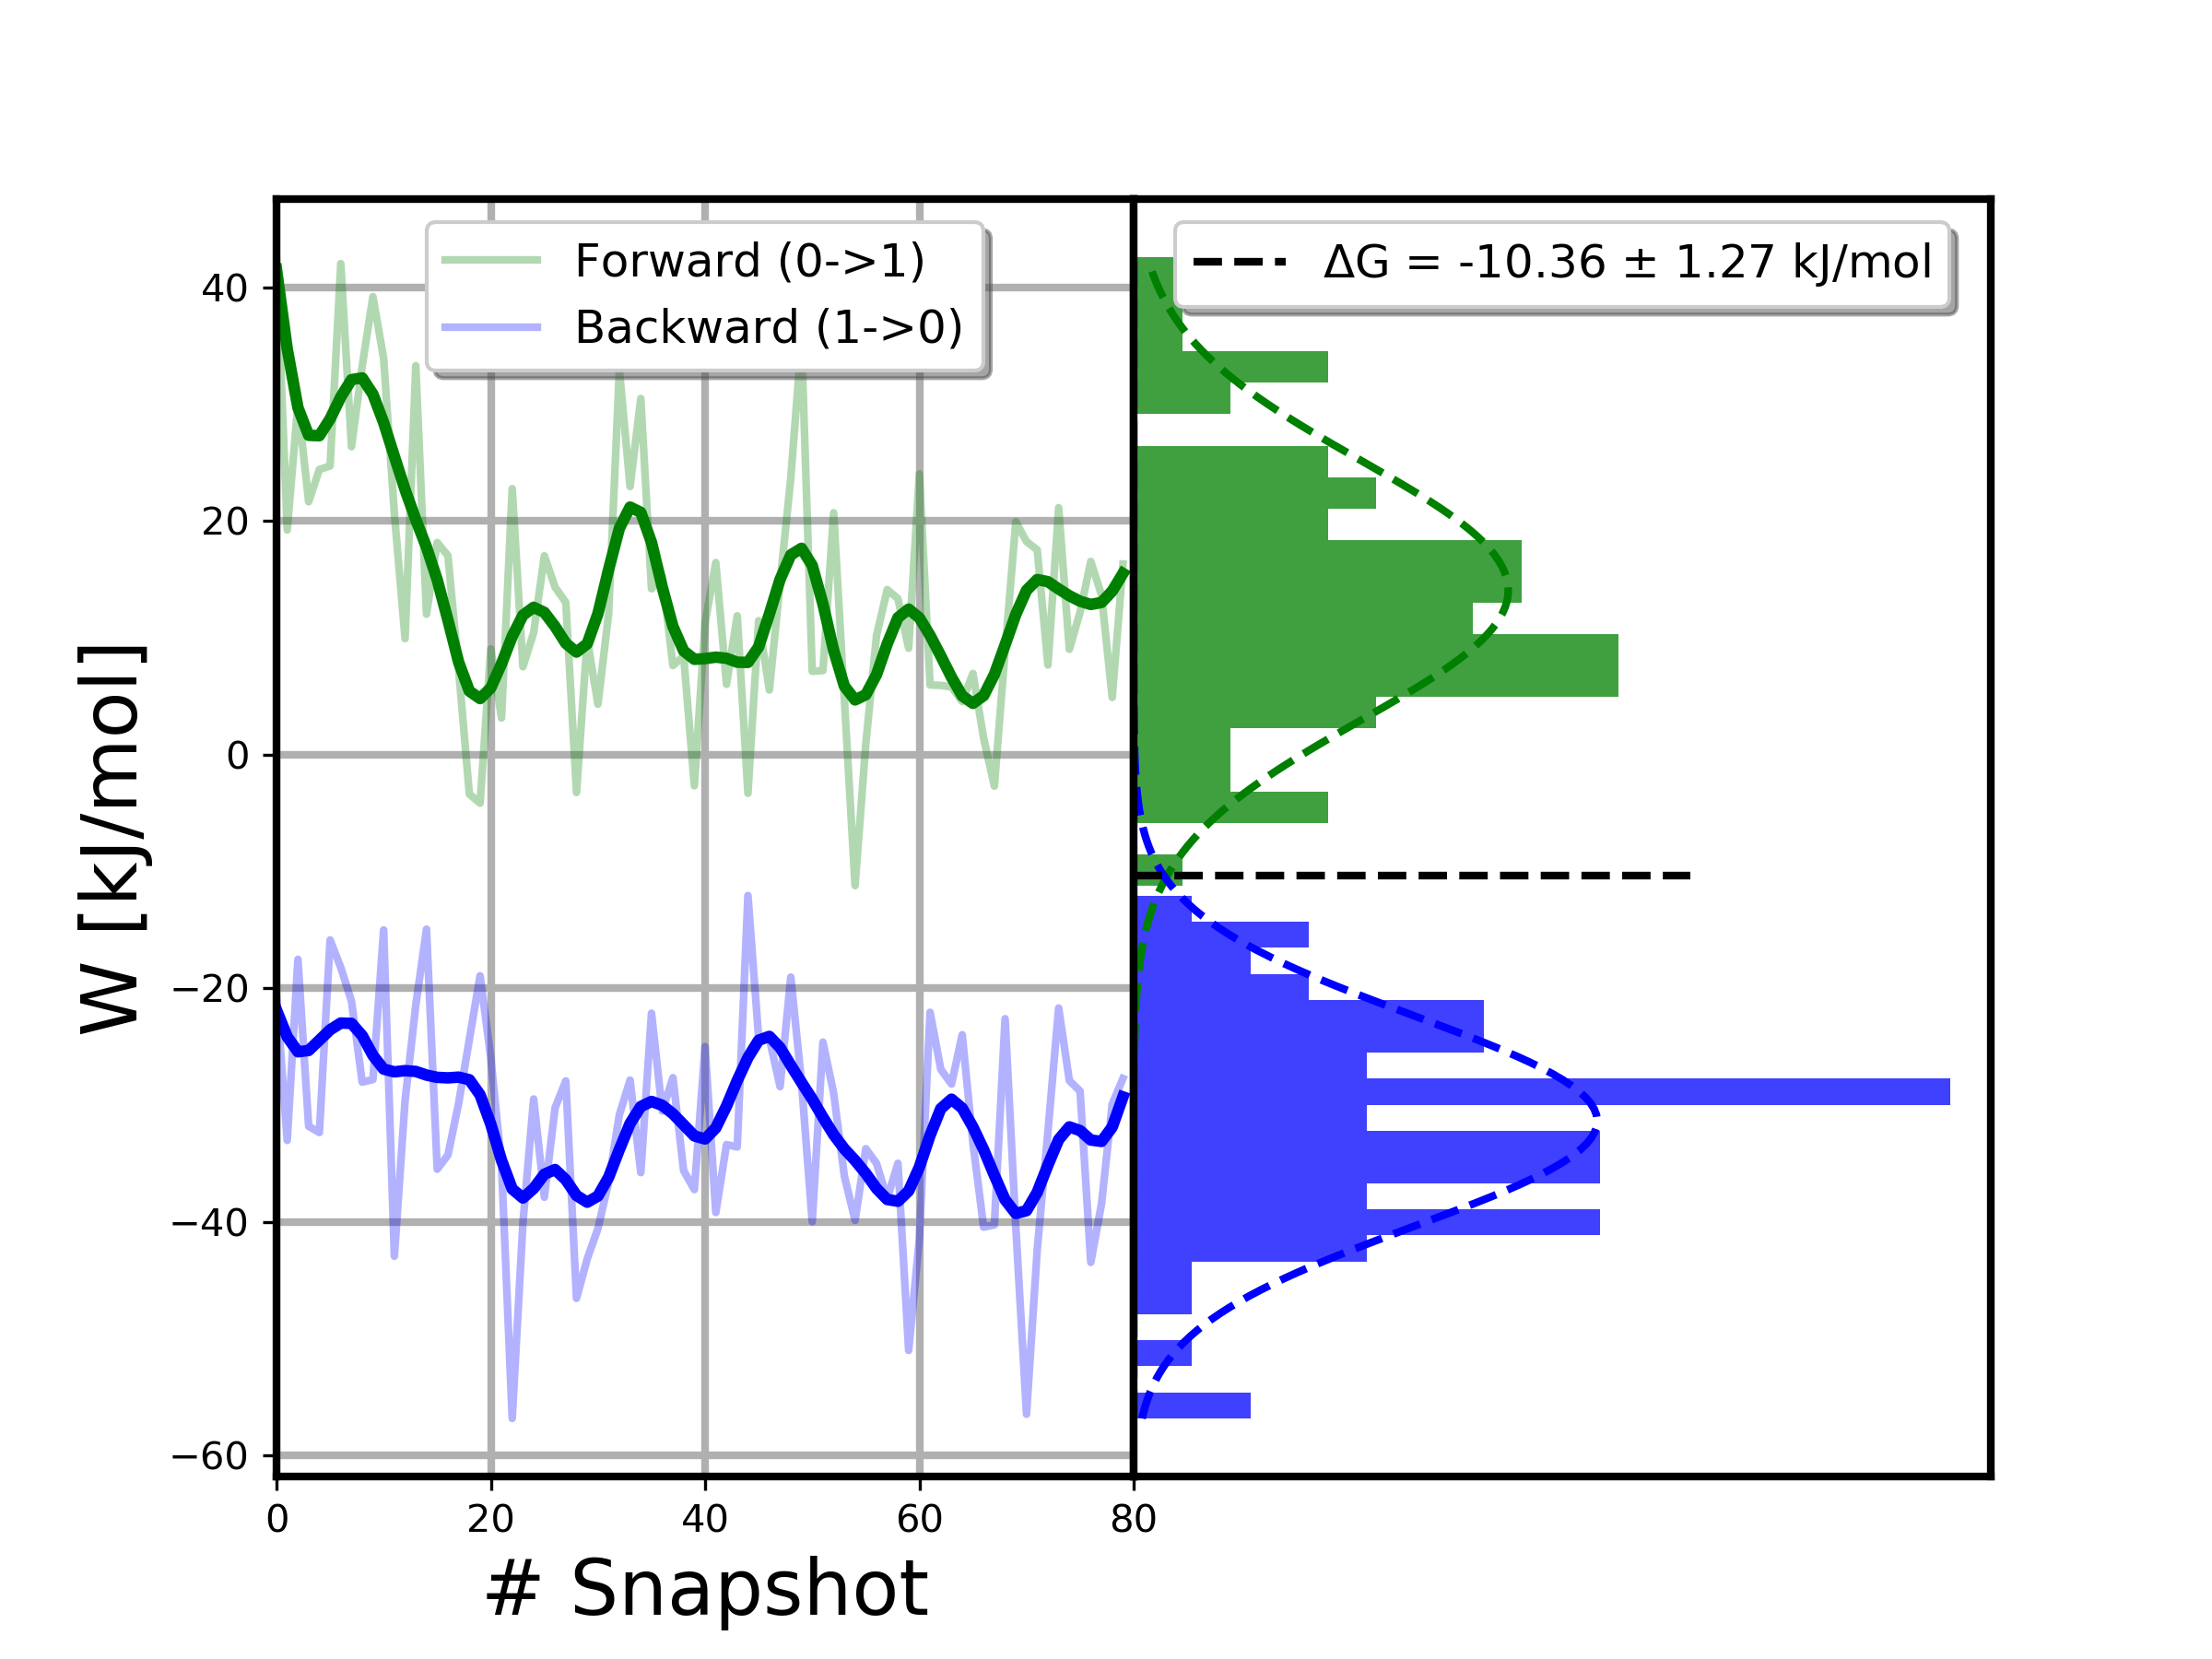 Forward (0->1)
Backward (1->0)
ΔG = -10.36 ± 1.27 kJ/mol
W [kJ/mol]
40
20
0
−20
−40
−60
0 20 40 60 80
# Snapshot